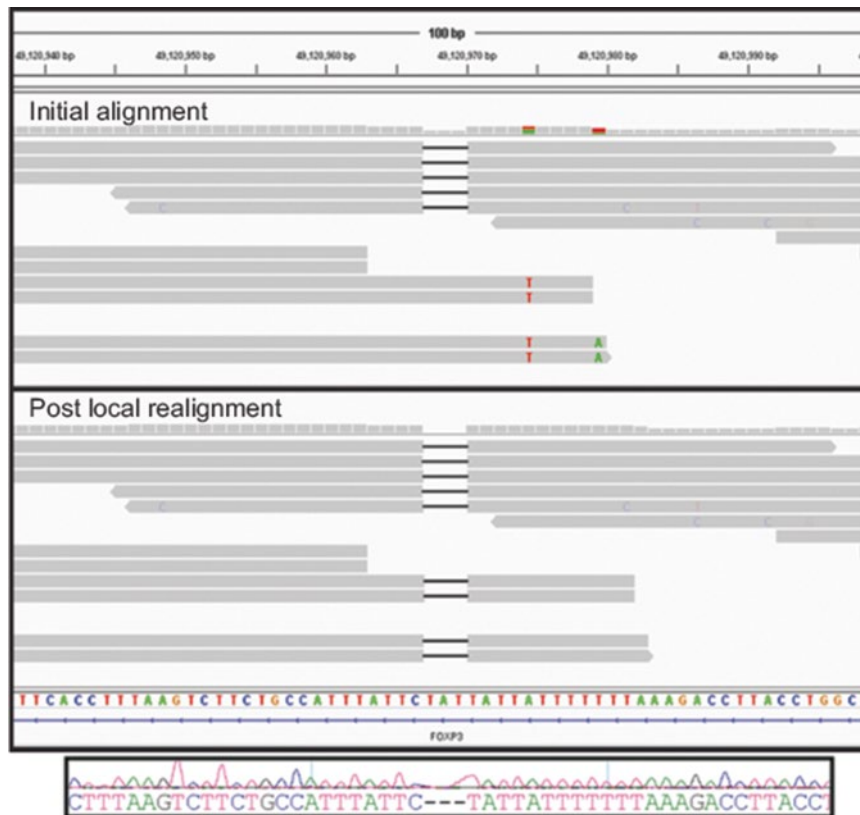 100 bp
49,120,940 bp 49,120,950 bp 49,120,960 bp 49,120,970 bp 49,120,980 bp 49,120,990 bp
Initial alignment
C C
C C
T
T
T A
T A
Post local realignment
C C
C C
TTCACCTTTAAGTCTTCTGCCATTTATTCTATTATTATTTTTTTAAAGACCTTACCTGGC
FOXP3
CTTTAAGTCTTCTGCCATTTATTC---TATTATTTTTTTAAAGACCTTACCT